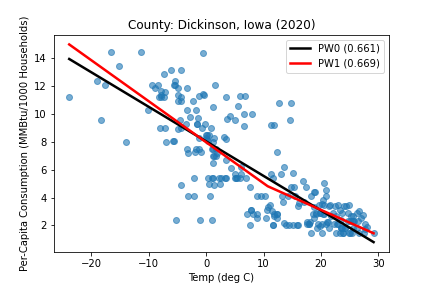 County: Dickinson, Iowa (2020)
Per-Capita Consumption (MMBtu/1000 Households)
14
12
10
8
6
4
2
PW0 (0.661)
PW1 (0.669)
−20
−10
0
10
20
30
Temp (deg C)